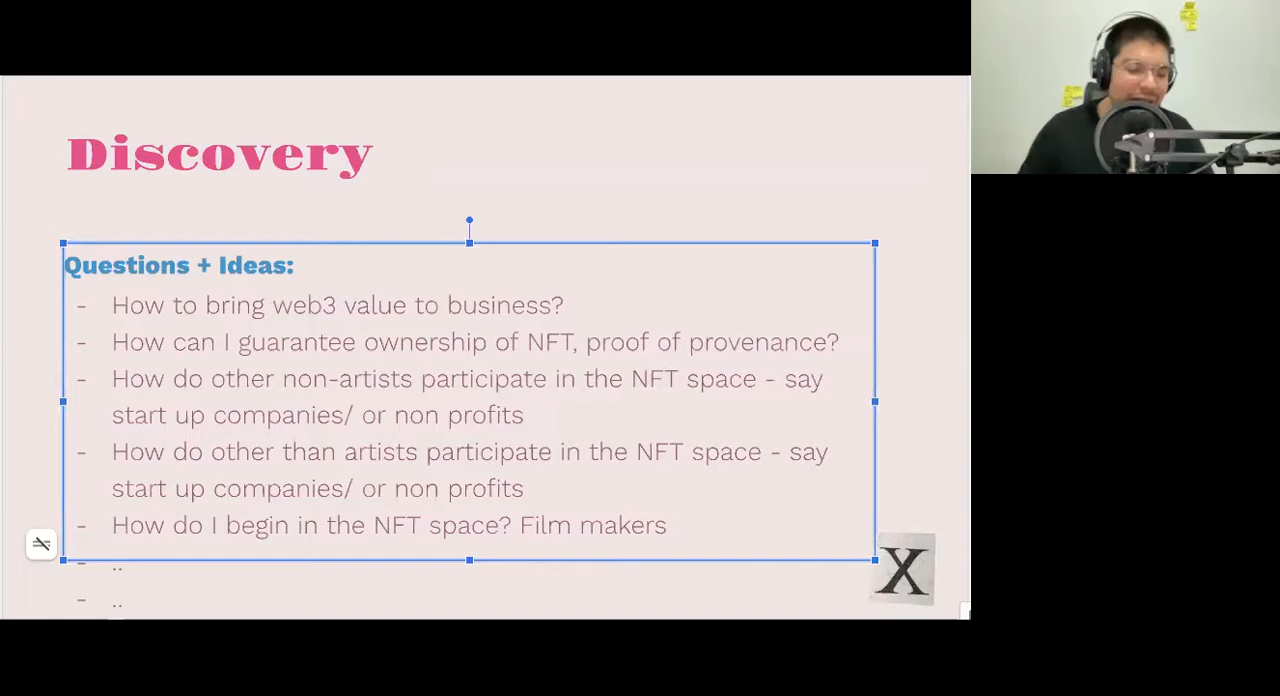 Discovery
Questions + Ideas:
- How to bring web3 value to business?
- How can I guarantee ownership of NFT, proof of provenance?
- How do other non-artists participate in the NFT space - say
start up companies/ or non profits
- How do other than artists participate in the NFT space - say
start up companies/ or non profits
- How do I begin in the NFT space? Film makers
- ..
- ..
X